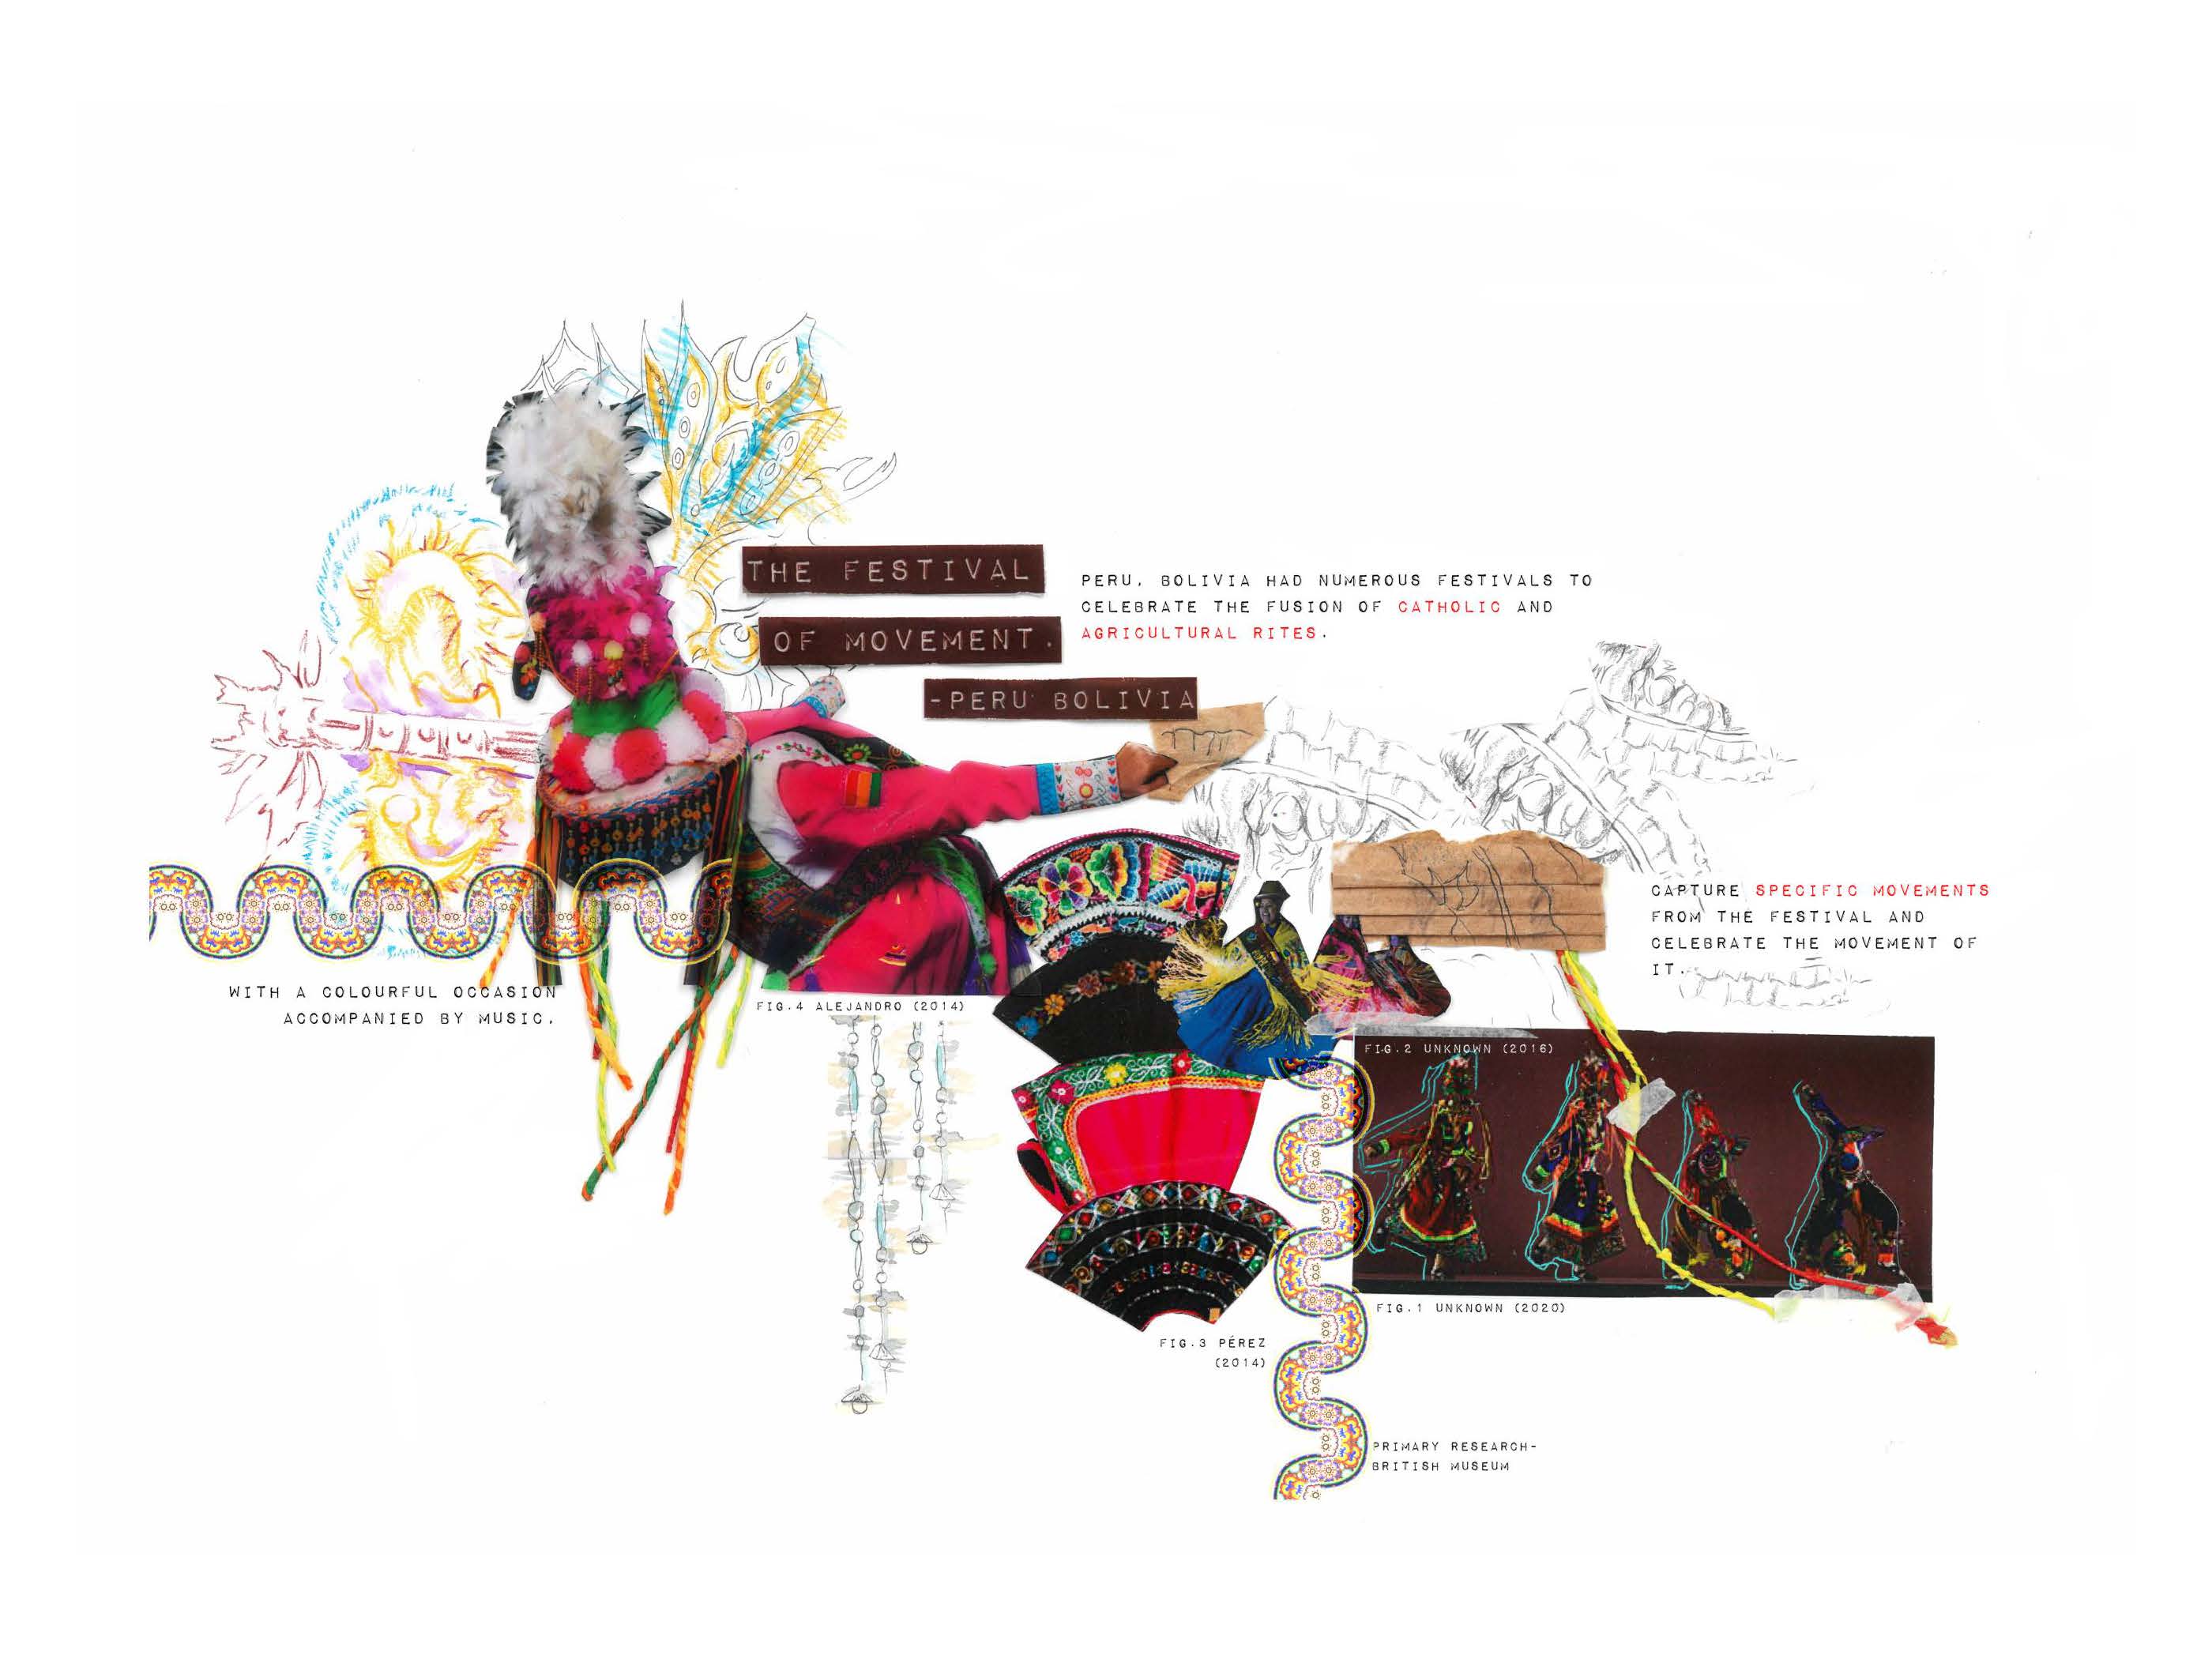 THE FESTIVAL
OF MOVEMENT.
-PERU BOLIVIA
PERU, BOLIVIA HAD NUMEROUS FESTIVALS TO
CELEBRATE THE FUSION OF CATHOLIC AND
AGRICULTURAL RITES.
CAPTURE SPECIFIC MOVEMENTS
FROM THE FESTIVAL AND
CELEBRATE THE MOVEMENT OF
IT.
WITH A COLOURFUL OCCASION
ACCOMPANIED BY MUSIC.
FIG.4 ALEJANDRO (2014)
FIG.2 UNKNOWN (2016)
FIG.1 UNKNOWN (2020)
FIG.3 PÉREZ
(2014)
PRIMARY RESEARCH-
BRITISH MUSEUM